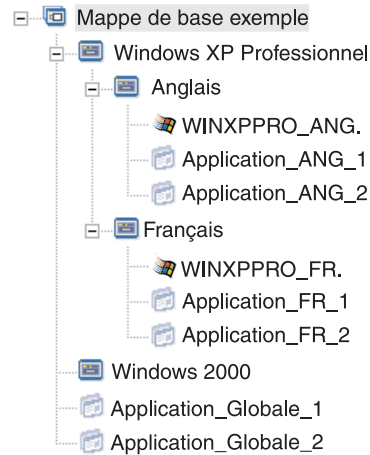 Mappe de base exemple
Windows XP Professionnel
Anglais
WINXPPRO_ANG.
Application_ANG_1
Application_ANG_2
Français
WINXPPRO_FR.
Application_FR_1
Application_FR_2
Windows 2000
Application_Globale_1
Application_Globale_2